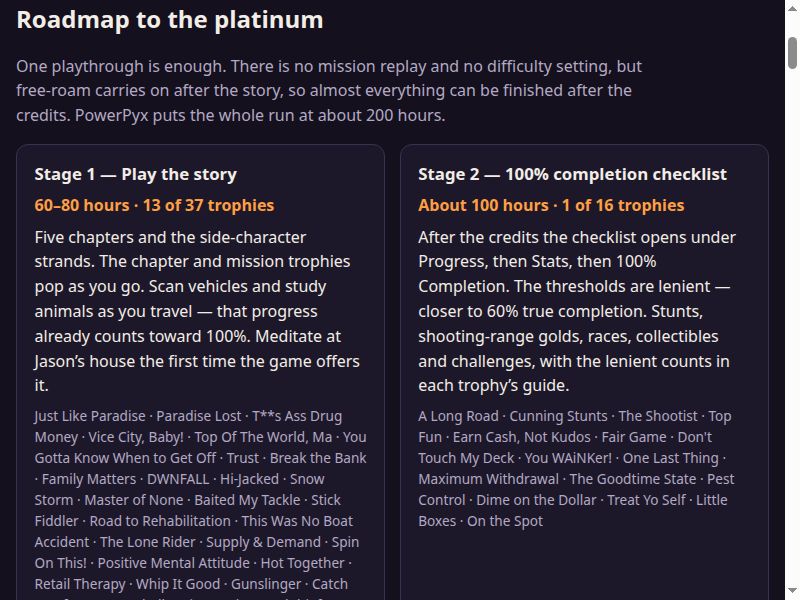 Roadmap to the platinum
One playthrough is enough. There is no mission replay and no difficulty setting, but
free-roam carries on after the story, so almost everything can be finished after the
credits. PowerPyx puts the whole run at about 200 hours.
Stage 1 — Play the story
60–80 hours · 13 of 37 trophies
Five chapters and the side-character
strands. The chapter and mission trophies
pop as you go. Scan vehicles and study
animals as you travel — that progress
already counts toward 100%. Meditate at
Jason’s house the first time the game offers
it.
Just Like Paradise · Paradise Lost · T**s Ass Drug
Money · Vice City, Baby! · Top Of The World, Ma · You
Gotta Know When to Get Off · Trust · Break the Bank
· Family Matters · DWNFALL · Hi-Jacked · Snow
Storm · Master of None · Baited My Tackle · Stick
Fiddler · Road to Rehabilitation · This Was No Boat
Accident · The Lone Rider · Supply & Demand · Spin
On This! · Positive Mental Attitude · Hot Together ·
Retail Therapy · Whip It Good · Gunslinger · Catch
Stage 2 — 100% completion checklist
About 100 hours · 1 of 16 trophies
After the credits the checklist opens under
Progress, then Stats, then 100%
Completion. The thresholds are lenient —
closer to 60% true completion. Stunts,
shooting-range golds, races, collectibles
and challenges, with the lenient counts in
each trophy’s guide.
A Long Road · Cunning Stunts · The Shootist · Top
Fun · Earn Cash, Not Kudos · Fair Game · Don't
Touch My Deck · You WAiNKer! · One Last Thing ·
Maximum Withdrawal · The Goodtime State · Pest
Control · Dime on the Dollar · Treat Yo Self · Little
Boxes · On the Spot